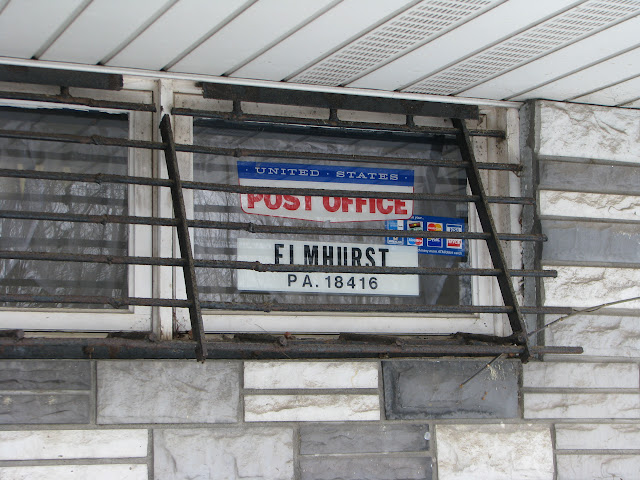 UNITED STATES
POST OFFICE
ELMHURST
PA. 18416